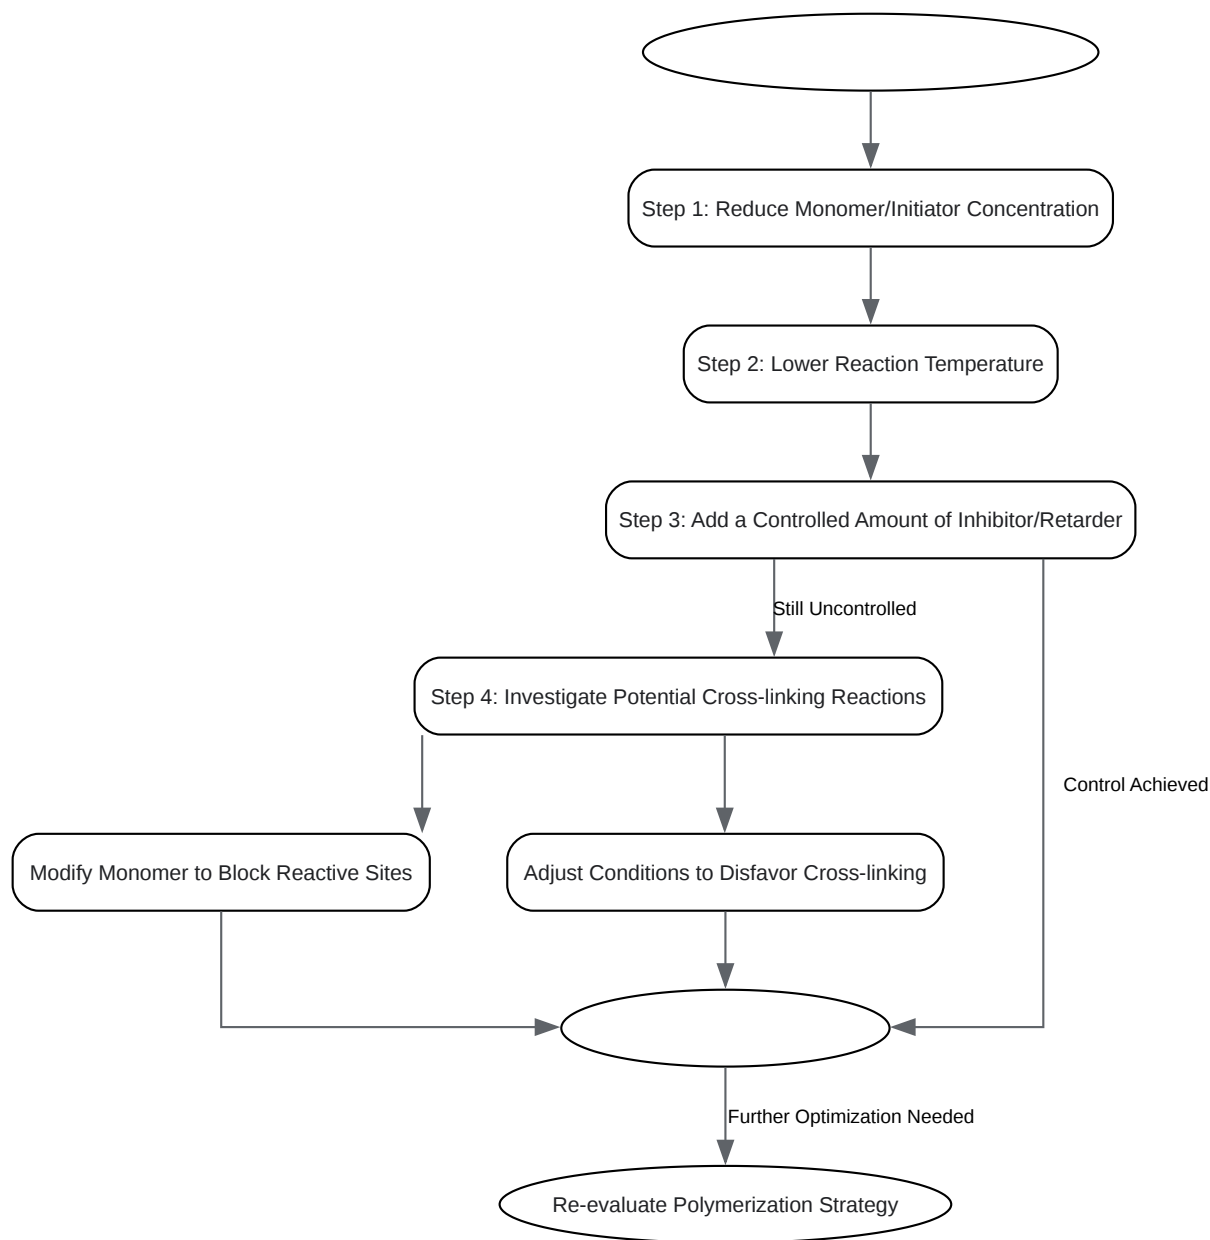 Step 1: Reduce Monomer/Initiator Concentration
Step 2: Lower Reaction Temperature
Step 3: Add a Controlled Amount of Inhibitor/Retarder
Still Uncontrolled
Step 4: Investigate Potential Cross-linking Reactions
Control Achieved
Modify Monomer to Block Reactive Sites
Adjust Conditions to Disfavor Cross-linking
Further Optimization Needed
Re-evaluate Polymerization Strategy